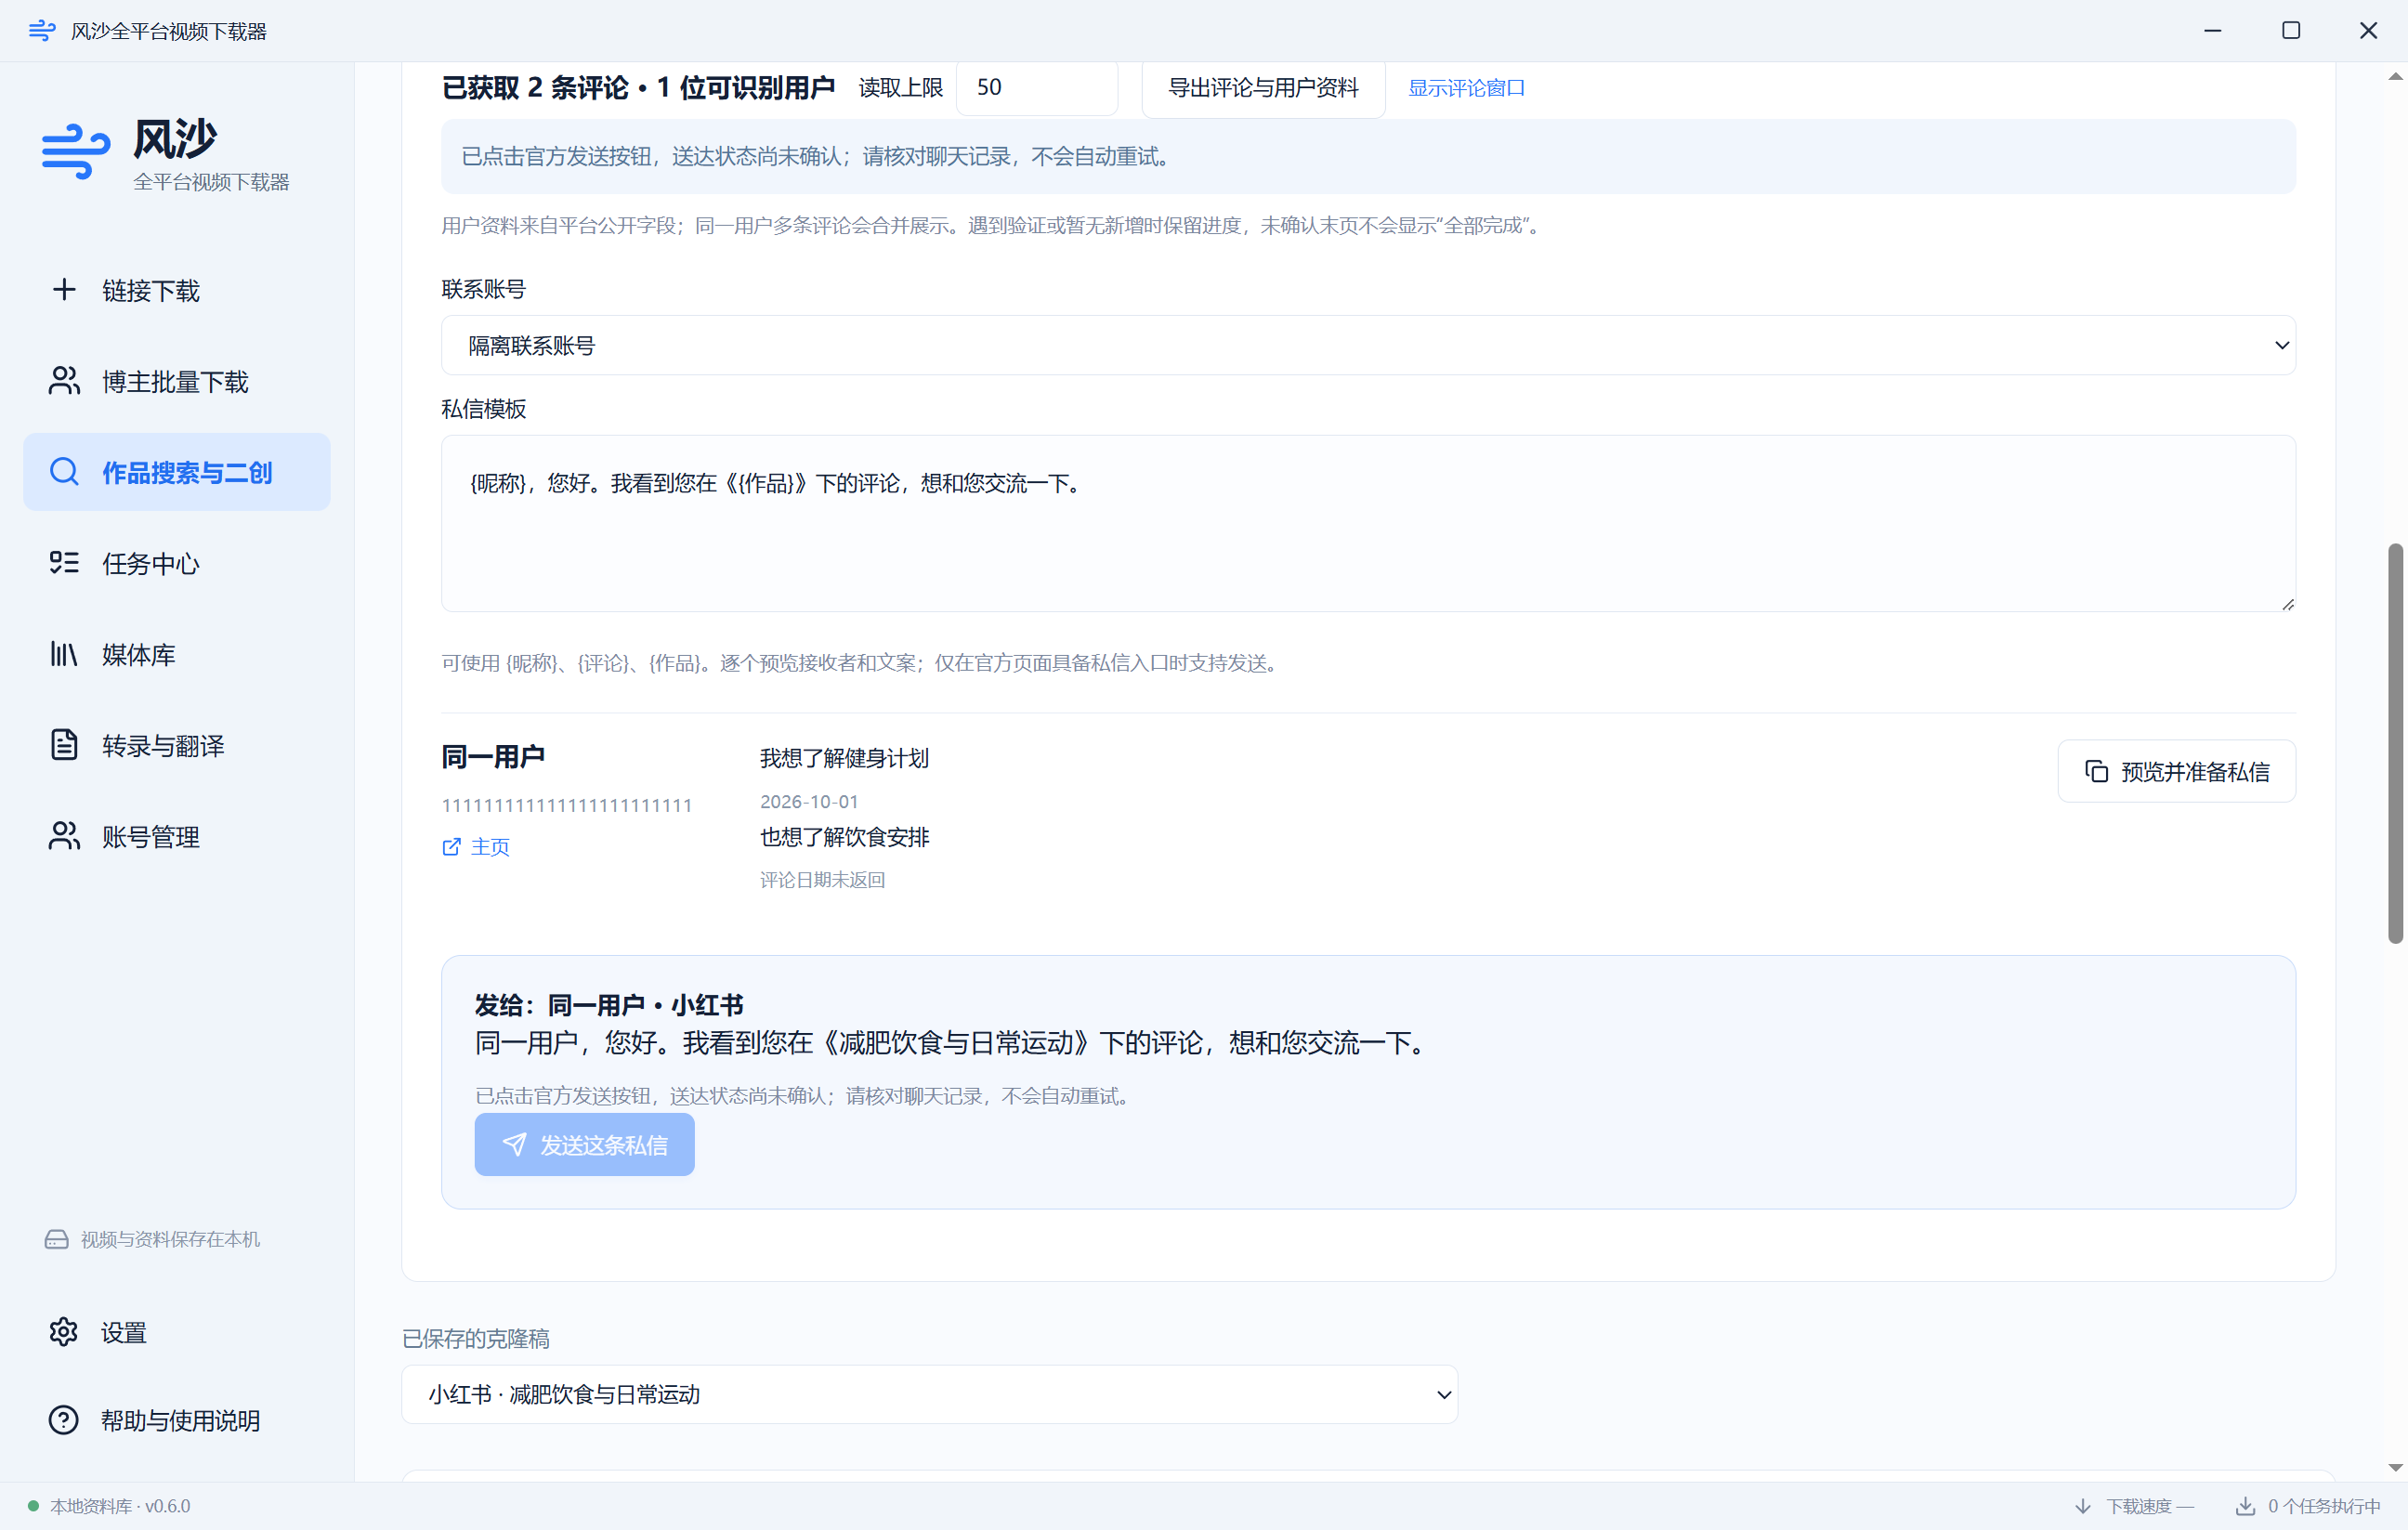 风沙全平台视频下载器
风沙
全平台视频下载器
链接下载
博主批量下载
作品搜索与二创
任务中心
媒体库
转录与翻译
账号管理
视频与资料保存在本机
设置
帮助与使用说明
已获取 2 条评论 • 1 位可识别用户 读取上限 50 导出评论与用户资料 显示评论窗口
已点击官方发送按钮，送达状态尚未确认；请核对聊天记录，不会自动重试。
用户资料来自平台公开字段；同一用户多条评论会合并展示。遇到验证或暂无新增时保留进度，未确认末页不会显示“全部完成”。
联系账号
隔离联系账号
私信模板
{昵称}，您好。我看到您在《{作品}》下的评论，想和您交流一下。
可使用 {昵称}、{评论}、{作品}。逐个预览接收者和文案；仅在官方页面具备私信入口时支持发送。
同一用户
111111111111111111111111
主页
我想了解健身计划
2026-10-01
也想了解饮食安排
评论日期未返回
预览并准备私信
发给：同一用户 • 小红书
同一用户，您好。我看到您在《减肥饮食与日常运动》下的评论，想和您交流一下。
已点击官方发送按钮，送达状态尚未确认；请核对聊天记录，不会自动重试。
发送这条私信
已保存的克隆稿
小红书 · 减肥饮食与日常运动
本地资料库 · v0.6.0
下载速度 —
0 个任务执行中